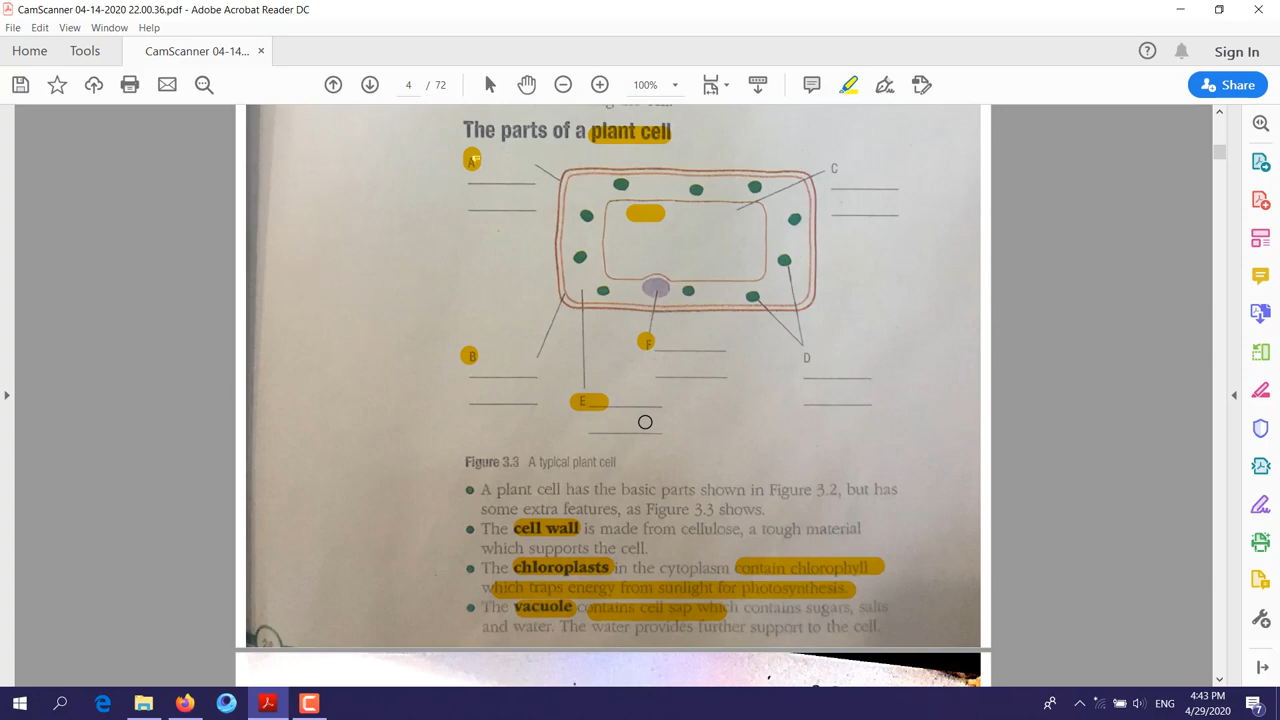 CamScanner 04-14-2020 22.00.36.pdf - Adobe Acrobat Reader DC
File Edit View Window Help
Home Tools CamScanner 04-14... × Sign In
4 / 72 100% Share
The parts of a plant cell
A
C
B
F
D
E
Figure 3.3 A typical plant cell
• A plant cell has the basic parts shown in Figure 3.2, but has
some extra features, as Figure 3.3 shows.
• The cell wall is made from cellulose, a tough material
which supports the cell.
• The chloroplasts in the cytoplasm contain chlorophyll
which traps energy from sunlight for photosynthesis.
• The vacuole contains cell sap which contains sugars, salts
and water. The water provides further support to the cell.
ENG
4:43 PM
4/29/2020
7